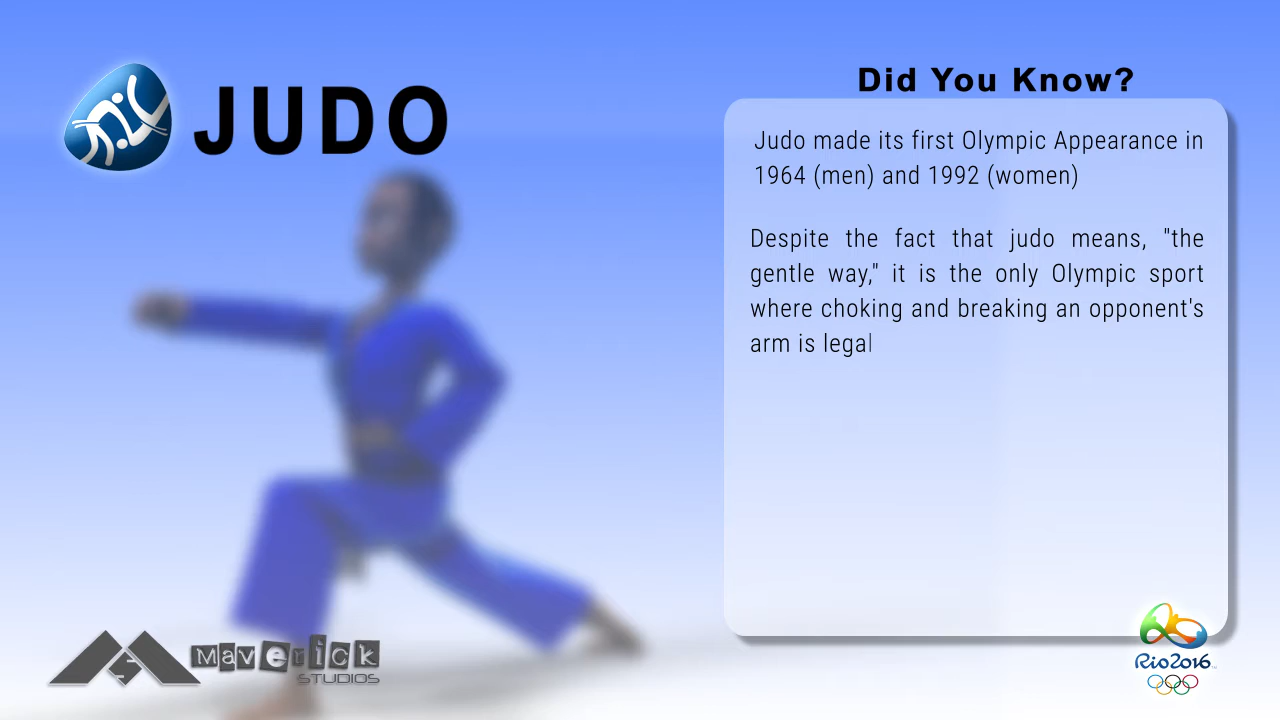 JUDO
Did You Know?
Judo made its first Olympic Appearance in
1964 (men) and 1992 (women)
Despite the fact that judo means, "the
gentle way," it is the only Olympic sport
where choking and breaking an opponent's
arm is legal
Maverick
STUDIOS
Rio2016